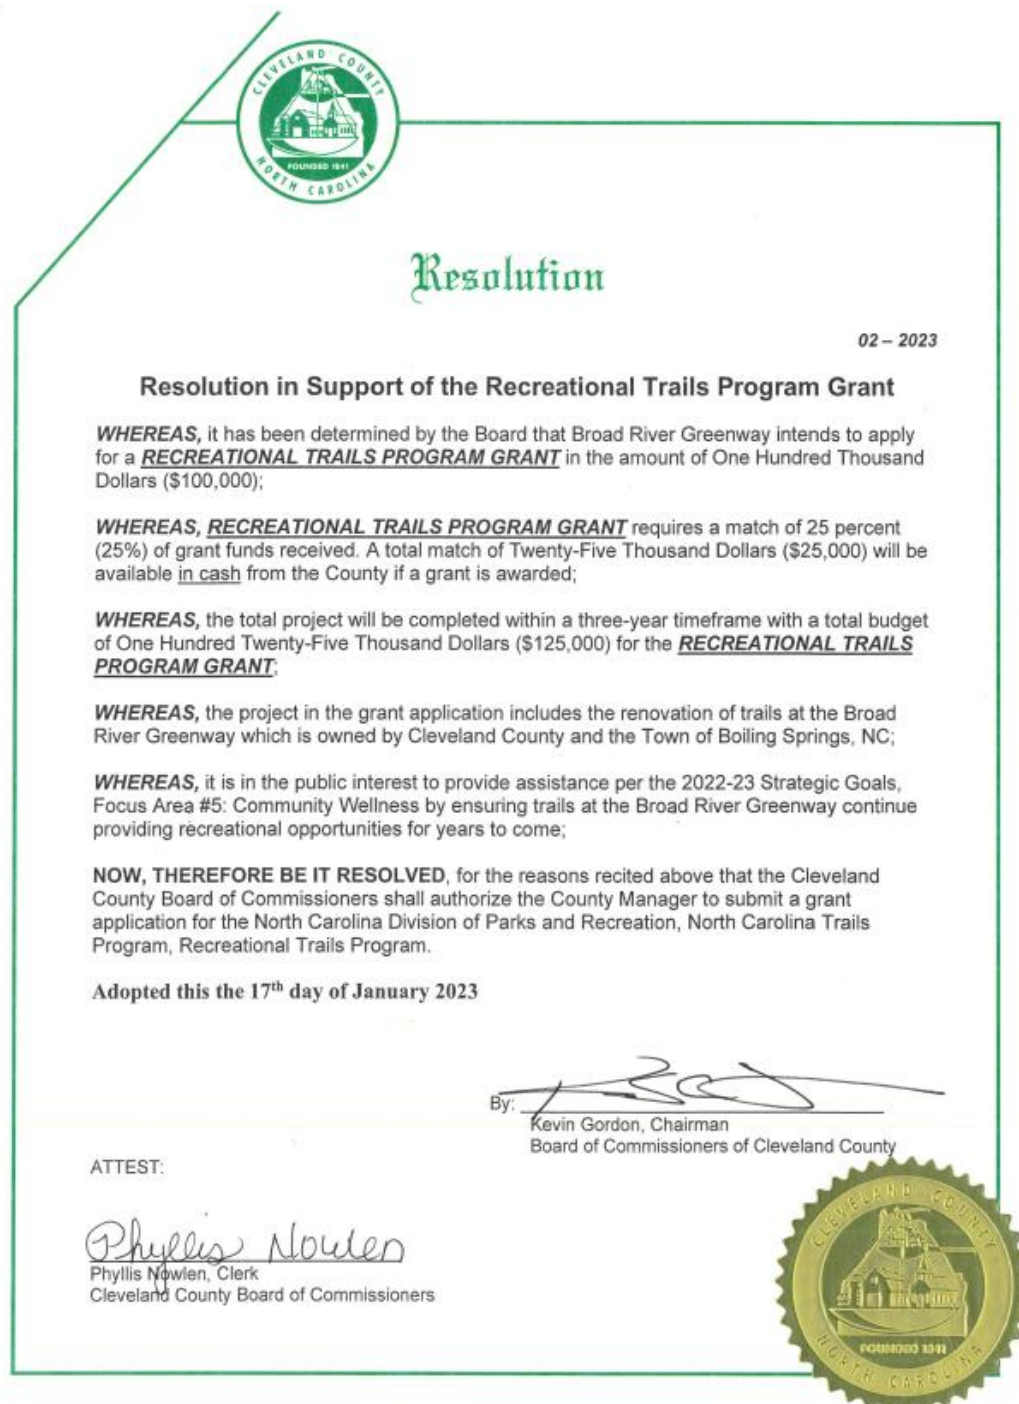 CLEVELAND COUNTY
FOUNDED 1841
NORTH CAROLINA
Resolution
02 – 2023
Resolution in Support of the Recreational Trails Program Grant
WHEREAS, it has been determined by the Board that Broad River Greenway intends to apply
for a RECREATIONAL TRAILS PROGRAM GRANT in the amount of One Hundred Thousand
Dollars ($100,000);
WHEREAS, RECREATIONAL TRAILS PROGRAM GRANT requires a match of 25 percent
(25%) of grant funds received. A total match of Twenty-Five Thousand Dollars ($25,000) will be
available in cash from the County if a grant is awarded;
WHEREAS, the total project will be completed within a three-year timeframe with a total budget
of One Hundred Twenty-Five Thousand Dollars ($125,000) for the RECREATIONAL TRAILS
PROGRAM GRANT;
WHEREAS, the project in the grant application includes the renovation of trails at the Broad
River Greenway which is owned by Cleveland County and the Town of Boiling Springs, NC;
WHEREAS, it is in the public interest to provide assistance per the 2022-23 Strategic Goals,
Focus Area #5: Community Wellness by ensuring trails at the Broad River Greenway continue
providing recreational opportunities for years to come;
NOW, THEREFORE BE IT RESOLVED, for the reasons recited above that the Cleveland
County Board of Commissioners shall authorize the County Manager to submit a grant
application for the North Carolina Division of Parks and Recreation, North Carolina Trails
Program, Recreational Trails Program.
Adopted this the 17th day of January 2023
By:
Kevin Gordon, Chairman
Board of Commissioners of Cleveland County
ATTEST:
Phyllis Nowlen
Phyllis Nowlen, Clerk
Cleveland County Board of Commissioners
CLEVELAND COUNTY
FOUNDED 1841
NORTH CAROLINA